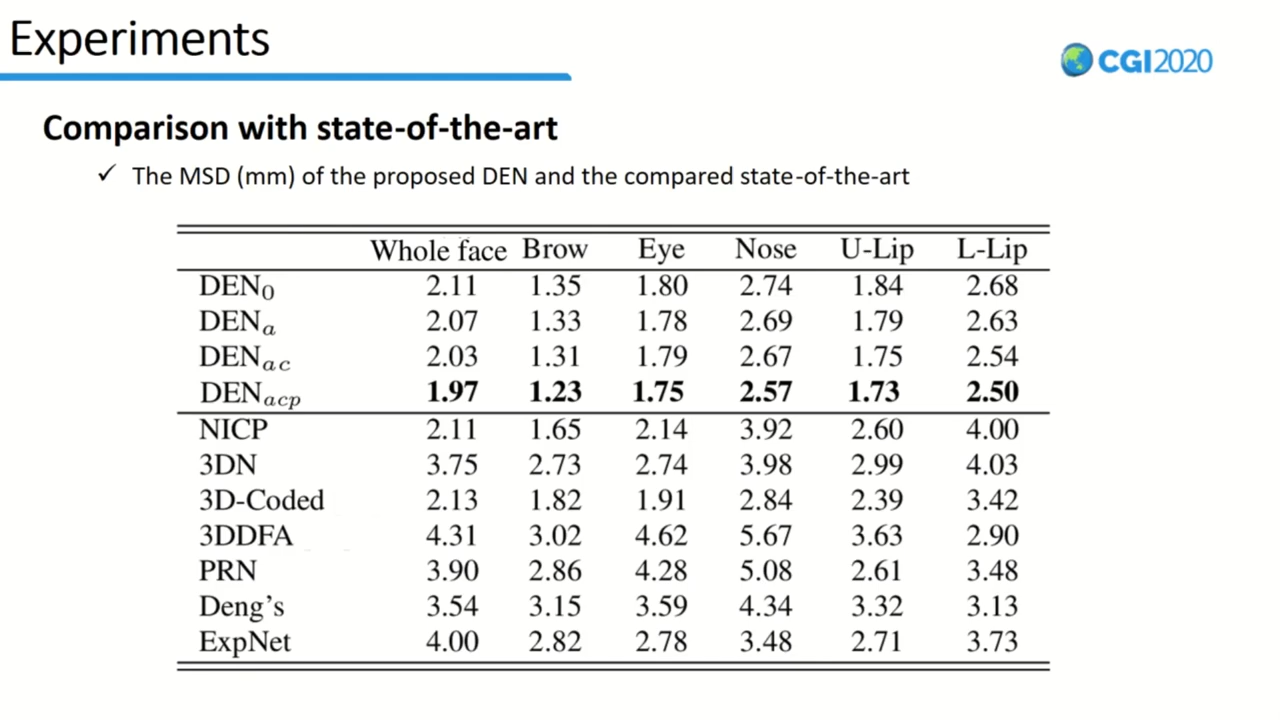 Experiments
CGI2020
Comparison with state-of-the-art
✓ The MSD (mm) of the proposed DEN and the compared state-of-the-art
Whole face Brow Eye Nose U-Lip L-Lip
DEN0 2.11 1.35 1.80 2.74 1.84 2.68
DENa 2.07 1.33 1.78 2.69 1.79 2.63
DENac 2.03 1.31 1.79 2.67 1.75 2.54
DENacp 1.97 1.23 1.75 2.57 1.73 2.50
NICP 2.11 1.65 2.14 3.92 2.60 4.00
3DN 3.75 2.73 2.74 3.98 2.99 4.03
3D-Coded 2.13 1.82 1.91 2.84 2.39 3.42
3DDFA 4.31 3.02 4.62 5.67 3.63 2.90
PRN 3.90 2.86 4.28 5.08 2.61 3.48
Deng's 3.54 3.15 3.59 4.34 3.32 3.13
ExpNet 4.00 2.82 2.78 3.48 2.71 3.73